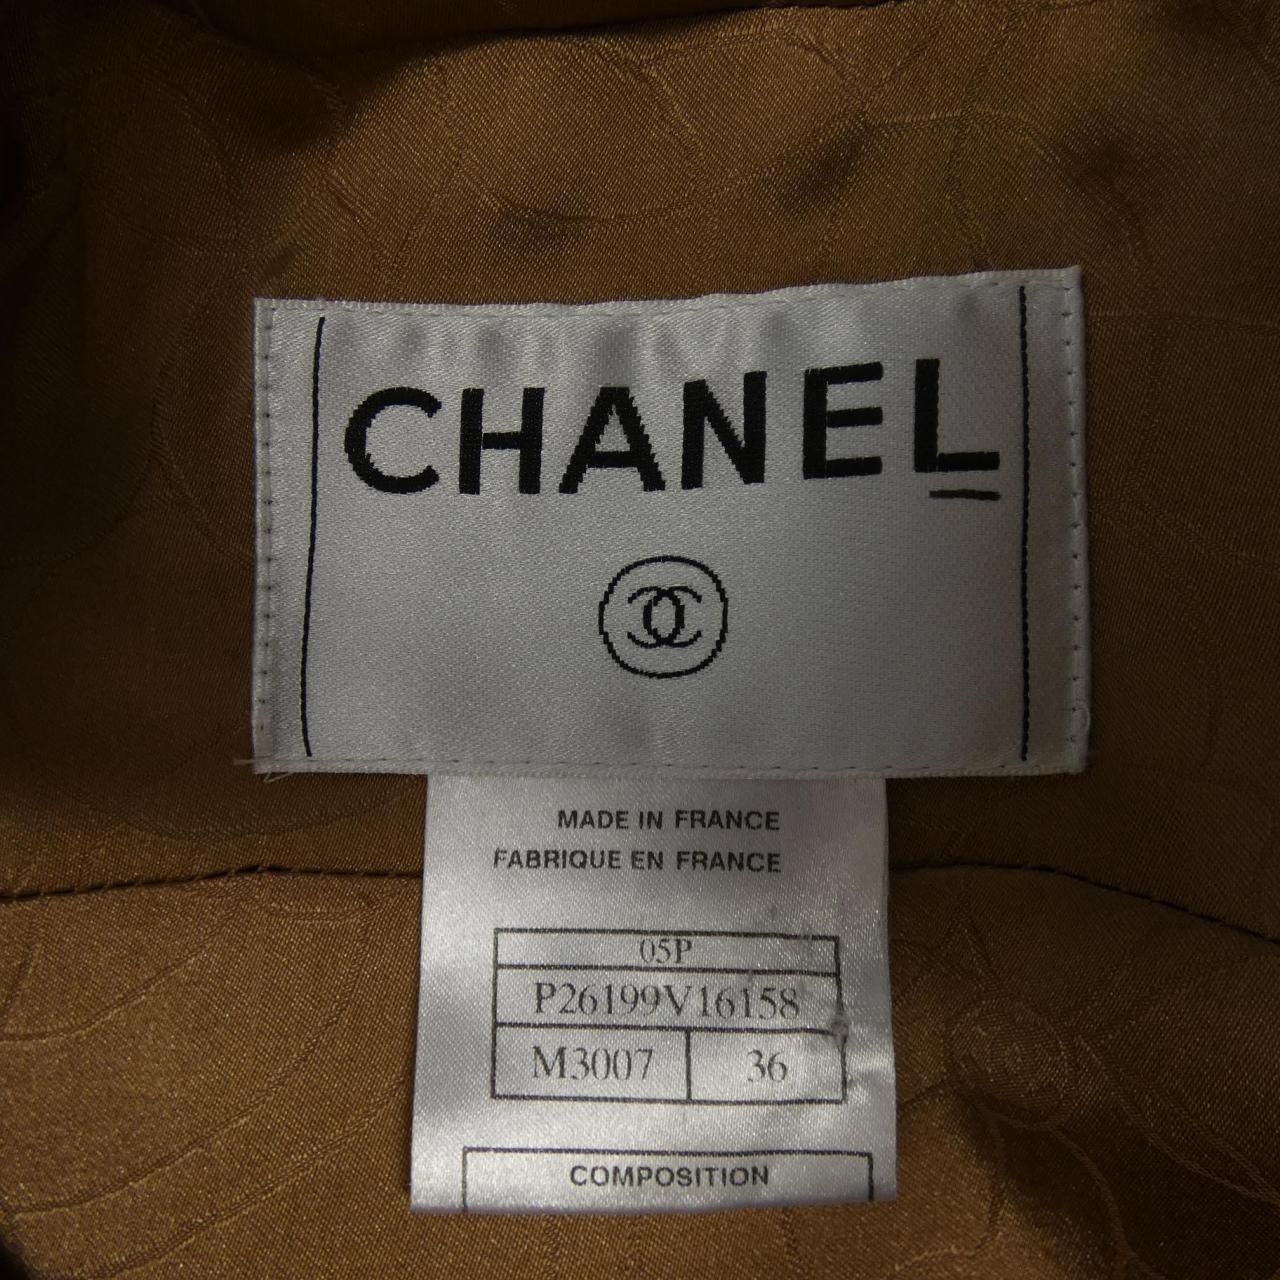 CHANEL
MADE IN FRANCE
FABRIQUE EN FRANCE
05P
P26199V16158
M3007 36
COMPOSITION